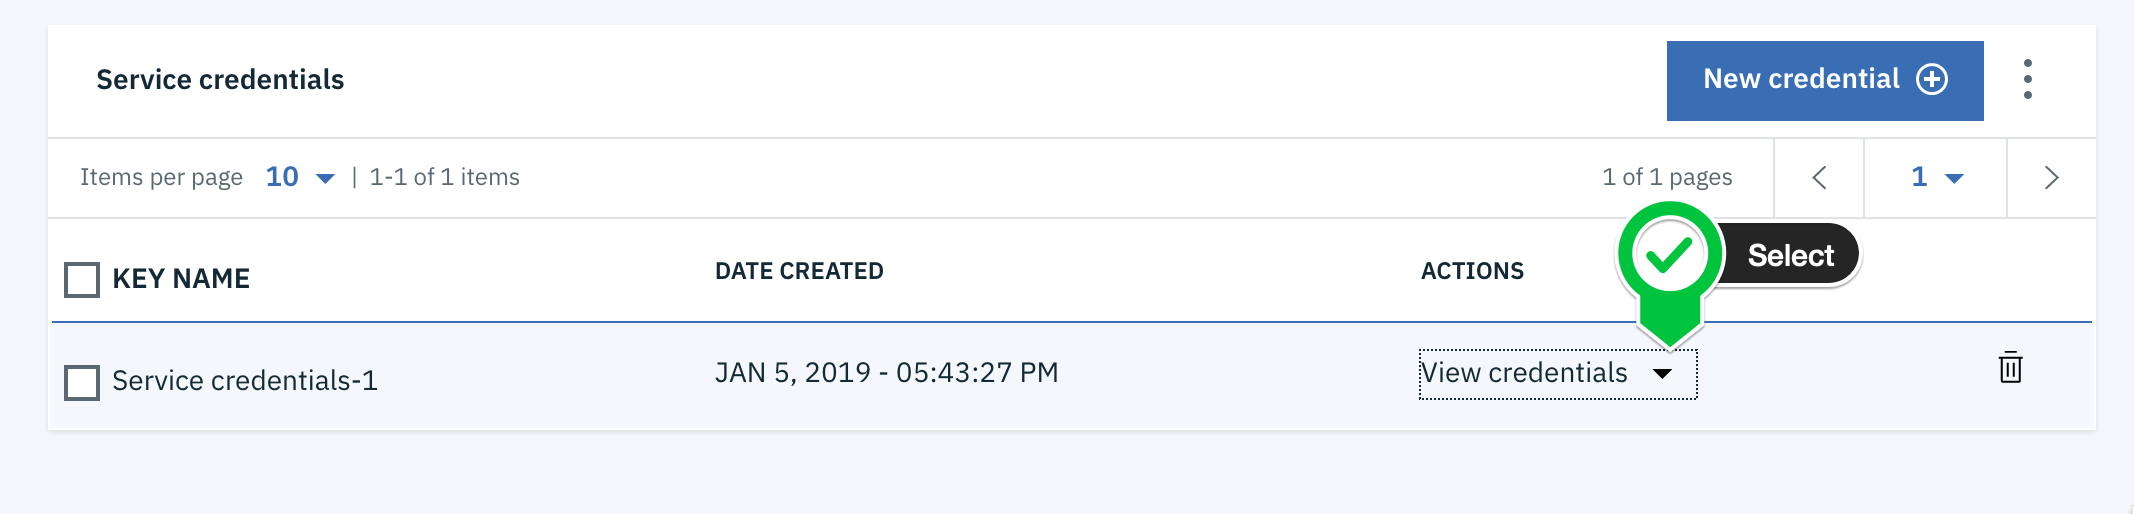 Service credentials
New credential
Items per page 10 | 1-1 of 1 items
1 of 1 pages
1
Select
KEY NAME
DATE CREATED
ACTIONS
Service credentials-1
JAN 5, 2019 - 05:43:27 PM
View credentials